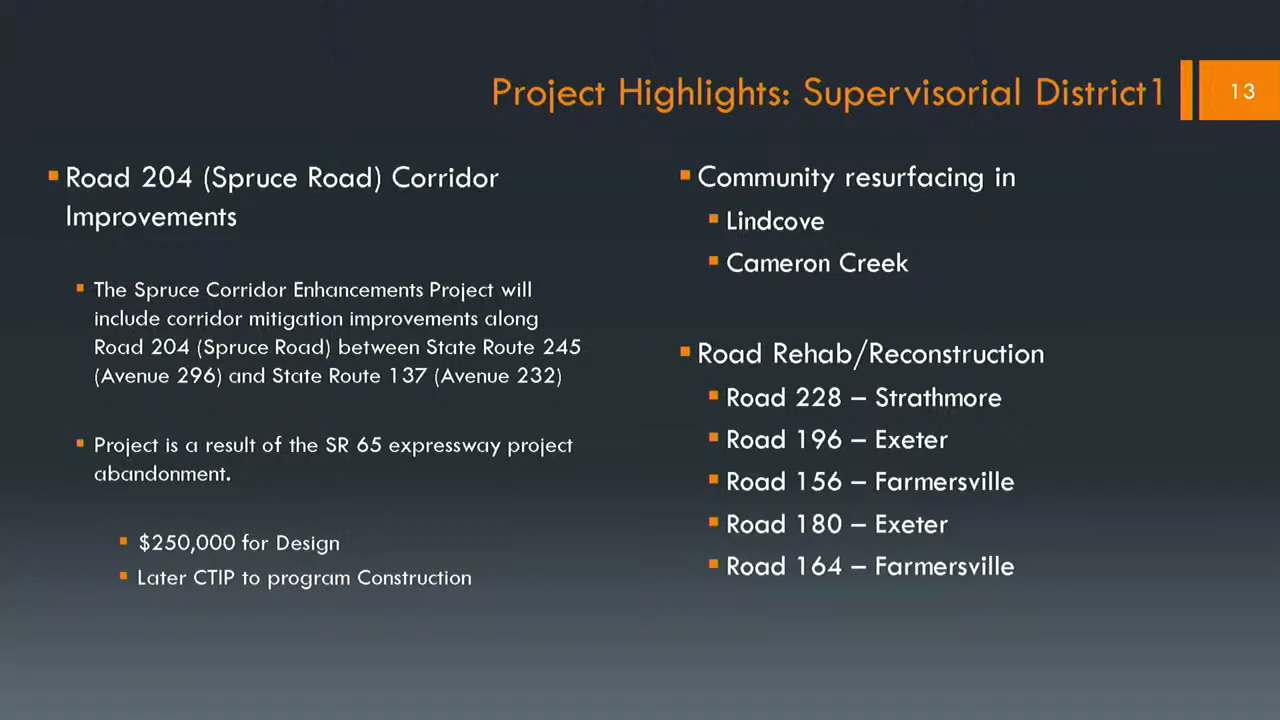 Project Highlights: Supervisorial District1
13
Road 204 (Spruce Road) Corridor
Improvements
The Spruce Corridor Enhancements Project will
include corridor mitigation improvements along
Road 204 (Spruce Road) between State Route 245
(Avenue 296) and State Route 137 (Avenue 232)
Project is a result of the SR 65 expressway project
abandonment.
$250,000 for Design
Later CTIP to program Construction
Community resurfacing in
Lindcove
Cameron Creek
Road Rehab/Reconstruction
Road 228 – Strathmore
Road 196 – Exeter
Road 156 – Farmersville
Road 180 – Exeter
Road 164 – Farmersville